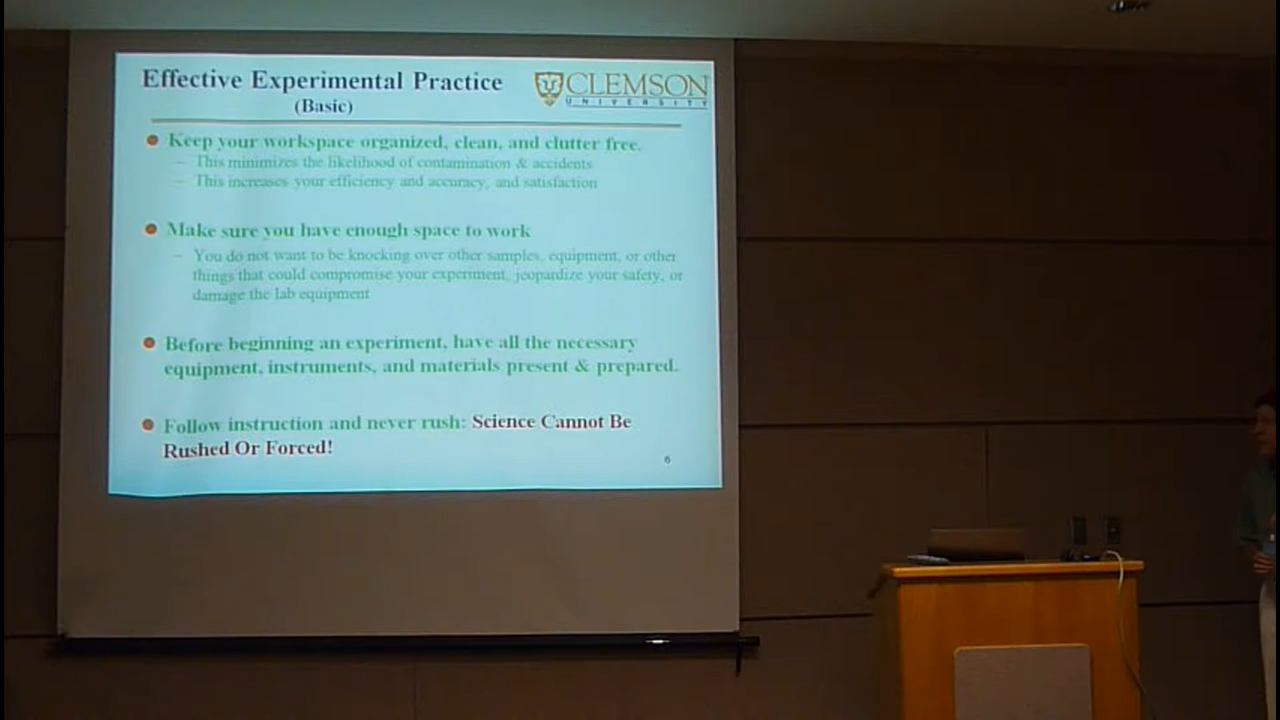 Effective Experimental Practice
(Basic)
CLEMSON
UNIVERSITY
Keep your workspace organized, clean, and clutter free.
– This minimizes the likelihood of contamination & accidents
– This increases your efficiency and accuracy, and satisfaction
Make sure you have enough space to work
– You do not want to be knocking over other samples, equipment, or other
things that could compromise your experiment, jeopardize your safety, or
damage the lab equipment
Before beginning an experiment, have all the necessary
equipment, instruments, and materials present & prepared.
Follow instruction and never rush: Science Cannot Be
Rushed Or Forced!
6